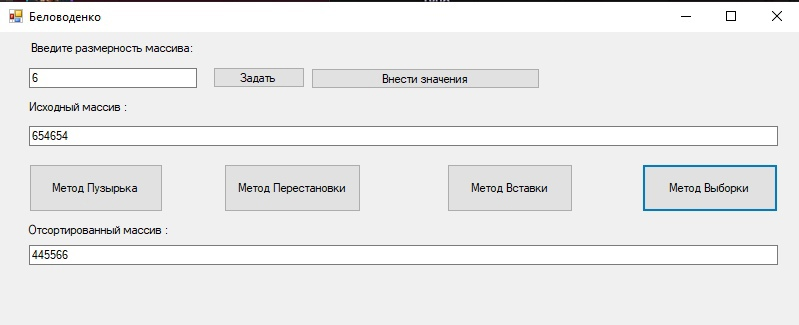 Беловоденко
Введите размерность массива:
6 Задать Внести значения
Исходный массив :
654654
Метод Пузырька Метод Перестановки Метод Вставки Метод Выборки
Отсортированный массив :
445566